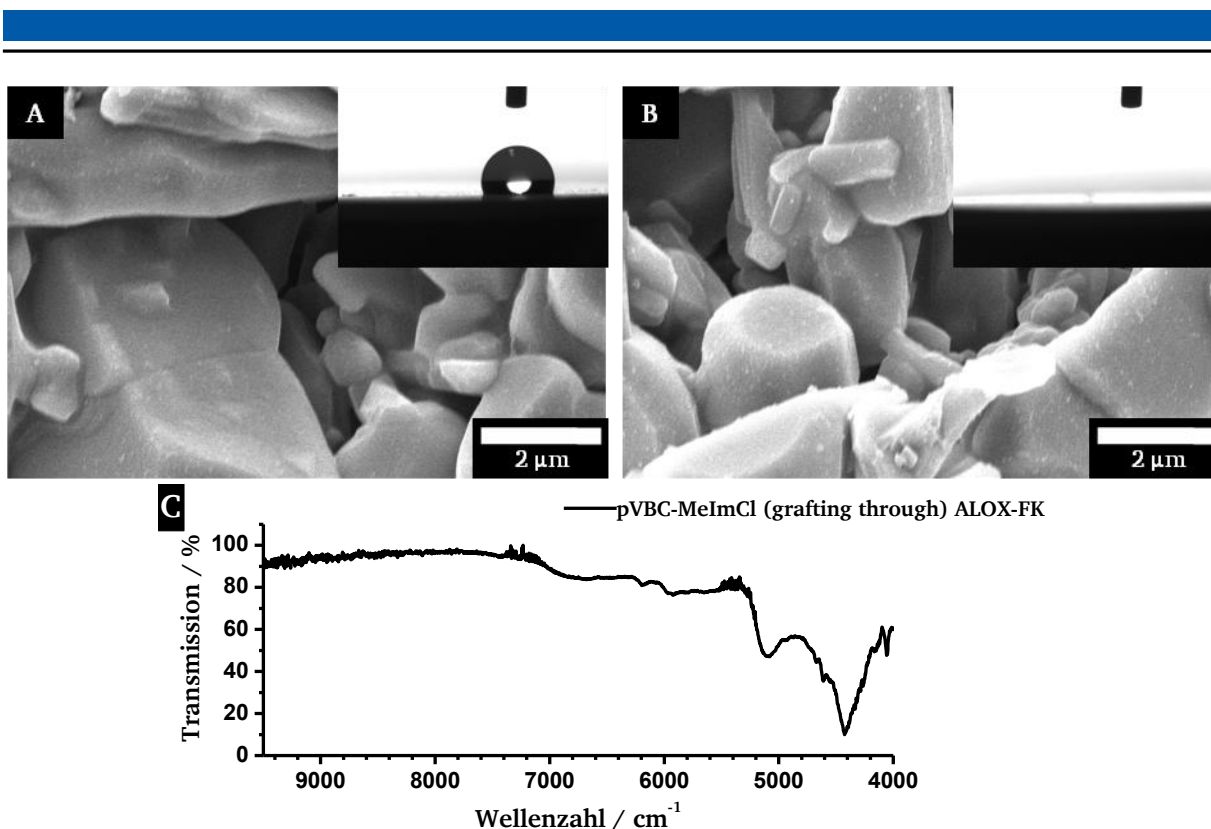 A
B
2 µm
2 µm
C
pVBC-MeImCl (grafting through) ALOX-FK
100
80
60
40
20
0
Transmission / %
9000 8000 7000 6000 5000 4000
Wellenzahl / cm⁻¹